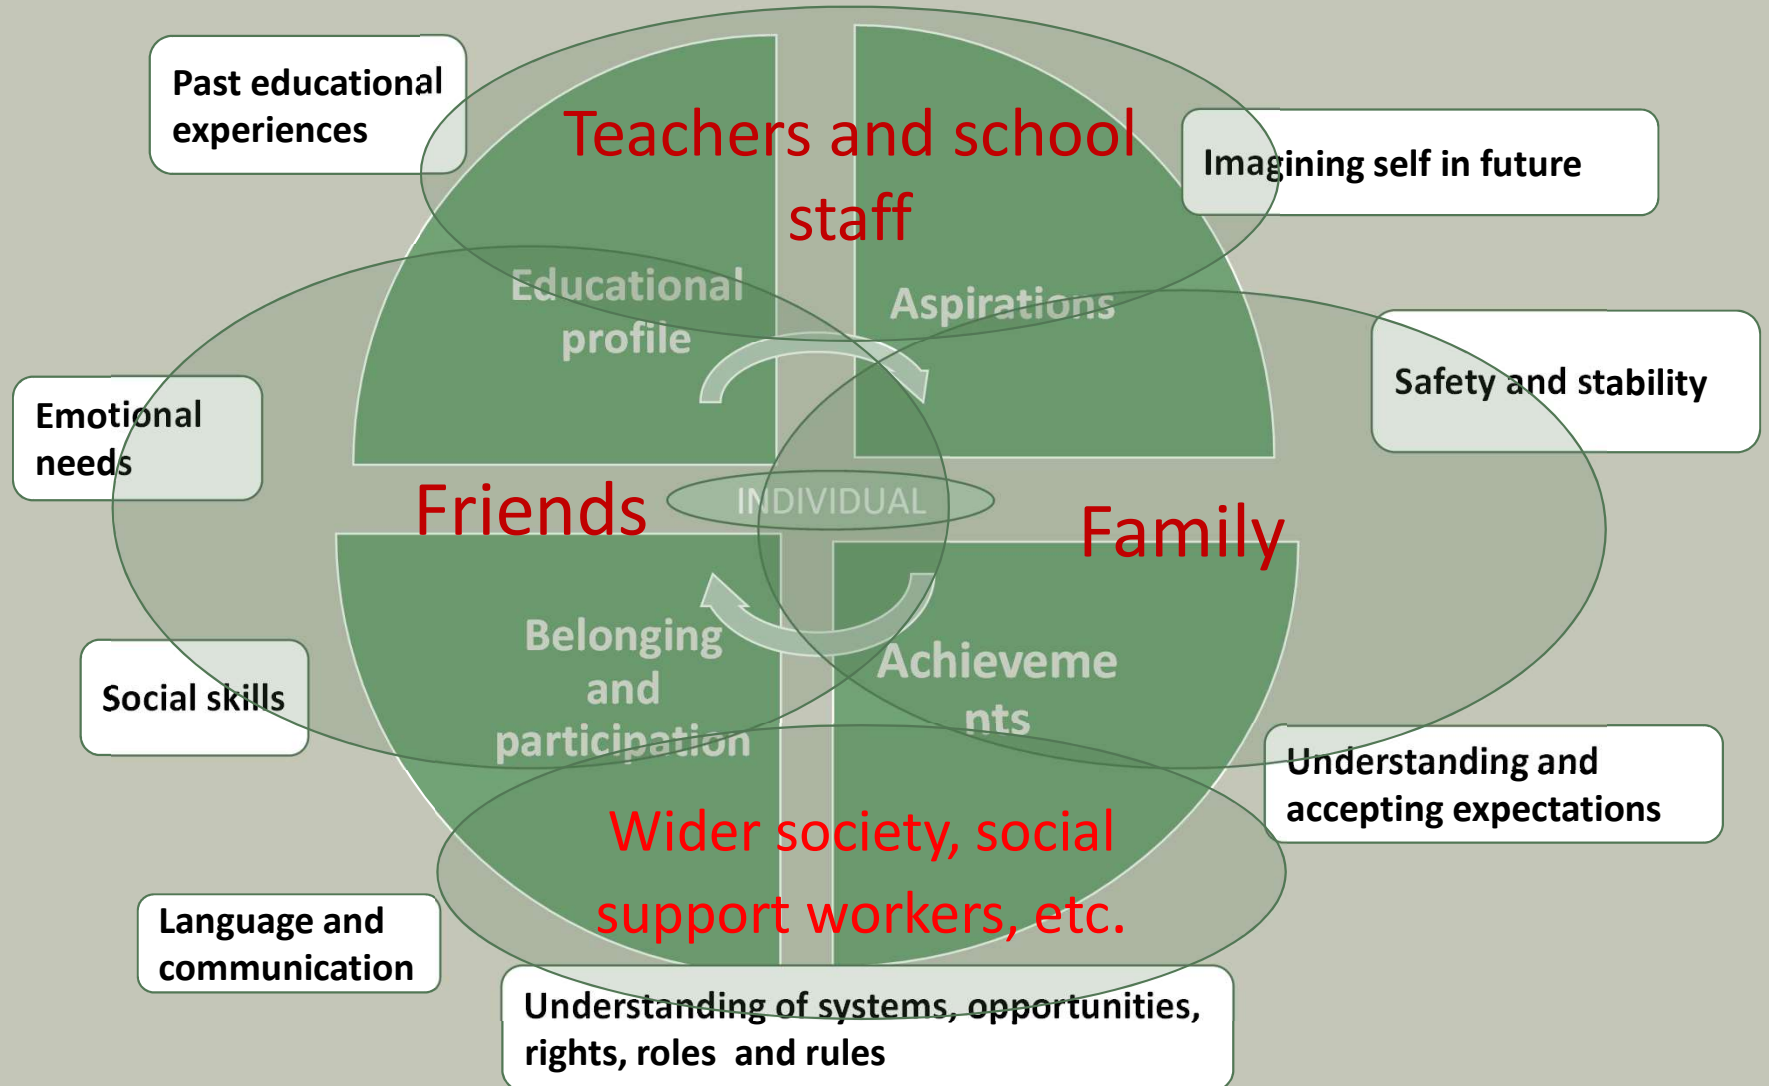 Past educational
experiences
Teachers and school
staff
Imagining self in future
Educational
profile
Aspirations
Safety and stability
Emotional
needs
Friends
INDIVIDUAL
Family
Belonging
and
participation
Achieveme
nts
Social skills
Understanding and
accepting expectations
Wider society, social
support workers, etc.
Language and
communication
Understanding of systems, opportunities,
rights, roles and rules